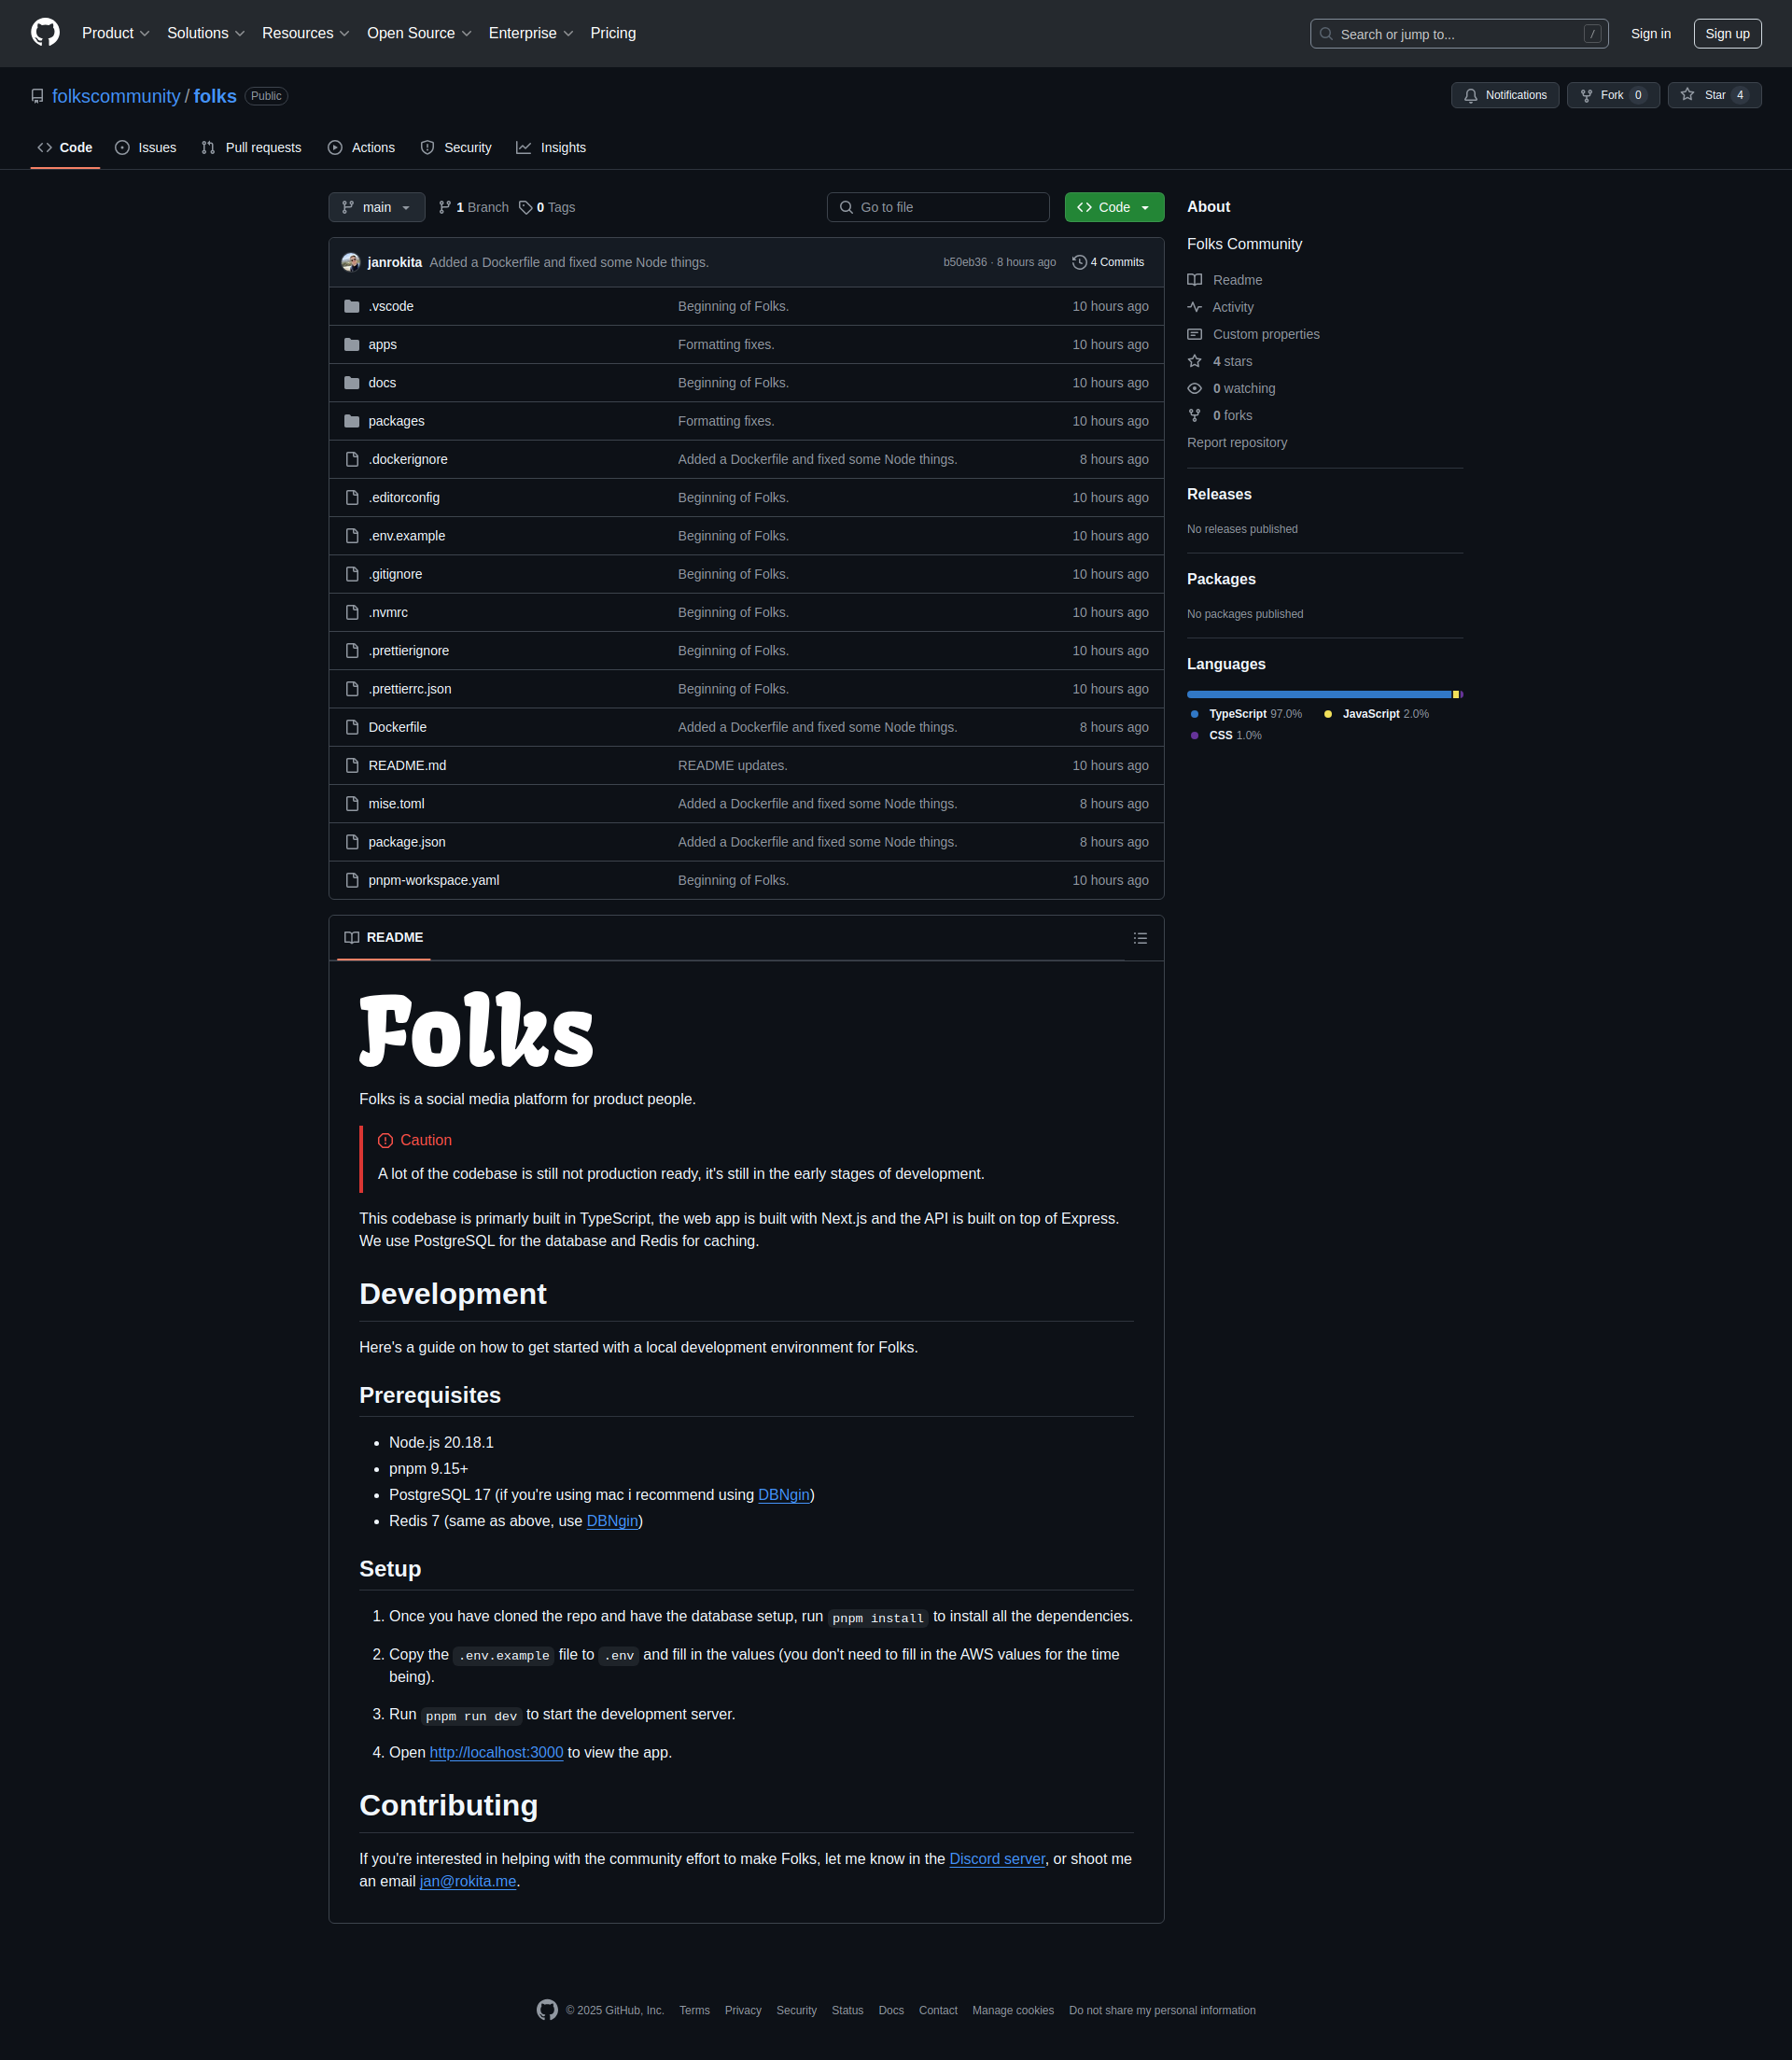 Product Solutions Resources Open Source Enterprise Pricing Search or jump to... / Sign in Sign up
folkscommunity / folks Public Notifications Fork 0 Star 4
Code Issues Pull requests Actions Security Insights
main 1 Branch 0 Tags Go to file Code
janrokita Added a Dockerfile and fixed some Node things. b50eb36 · 8 hours ago 4 Commits
.vscode Beginning of Folks. 10 hours ago
apps Formatting fixes. 10 hours ago
docs Beginning of Folks. 10 hours ago
packages Formatting fixes. 10 hours ago
.dockerignore Added a Dockerfile and fixed some Node things. 8 hours ago
.editorconfig Beginning of Folks. 10 hours ago
.env.example Beginning of Folks. 10 hours ago
.gitignore Beginning of Folks. 10 hours ago
.nvmrc Beginning of Folks. 10 hours ago
.prettierignore Beginning of Folks. 10 hours ago
.prettierrc.json Beginning of Folks. 10 hours ago
Dockerfile Added a Dockerfile and fixed some Node things. 8 hours ago
README.md README updates. 10 hours ago
mise.toml Added a Dockerfile and fixed some Node things. 8 hours ago
package.json Added a Dockerfile and fixed some Node things. 8 hours ago
pnpm-workspace.yaml Beginning of Folks. 10 hours ago
About
Folks Community
Readme
Activity
Custom properties
4 stars
0 watching
0 forks
Report repository
Releases
No releases published
Packages
No packages published
Languages
TypeScript 97.0% JavaScript 2.0%
CSS 1.0%
README
Folks
Folks is a social media platform for product people.
Caution
A lot of the codebase is still not production ready, it's still in the early stages of development.
This codebase is primarly built in TypeScript, the web app is built with Next.js and the API is built on top of Express.
We use PostgreSQL for the database and Redis for caching.
Development
Here's a guide on how to get started with a local development environment for Folks.
Prerequisites
• Node.js 20.18.1
• pnpm 9.15+
• PostgreSQL 17 (if you're using mac i recommend using DBNgin)
• Redis 7 (same as above, use DBNgin)
Setup
1. Once you have cloned the repo and have the database setup, run pnpm install to install all the dependencies.
2. Copy the .env.example file to .env and fill in the values (you don't need to fill in the AWS values for the time
being).
3. Run pnpm run dev to start the development server.
4. Open http://localhost:3000 to view the app.
Contributing
If you're interested in helping with the community effort to make Folks, let me know in the Discord server, or shoot me
an email jan@rokita.me.
© 2025 GitHub, Inc. Terms Privacy Security Status Docs Contact Manage cookies Do not share my personal information